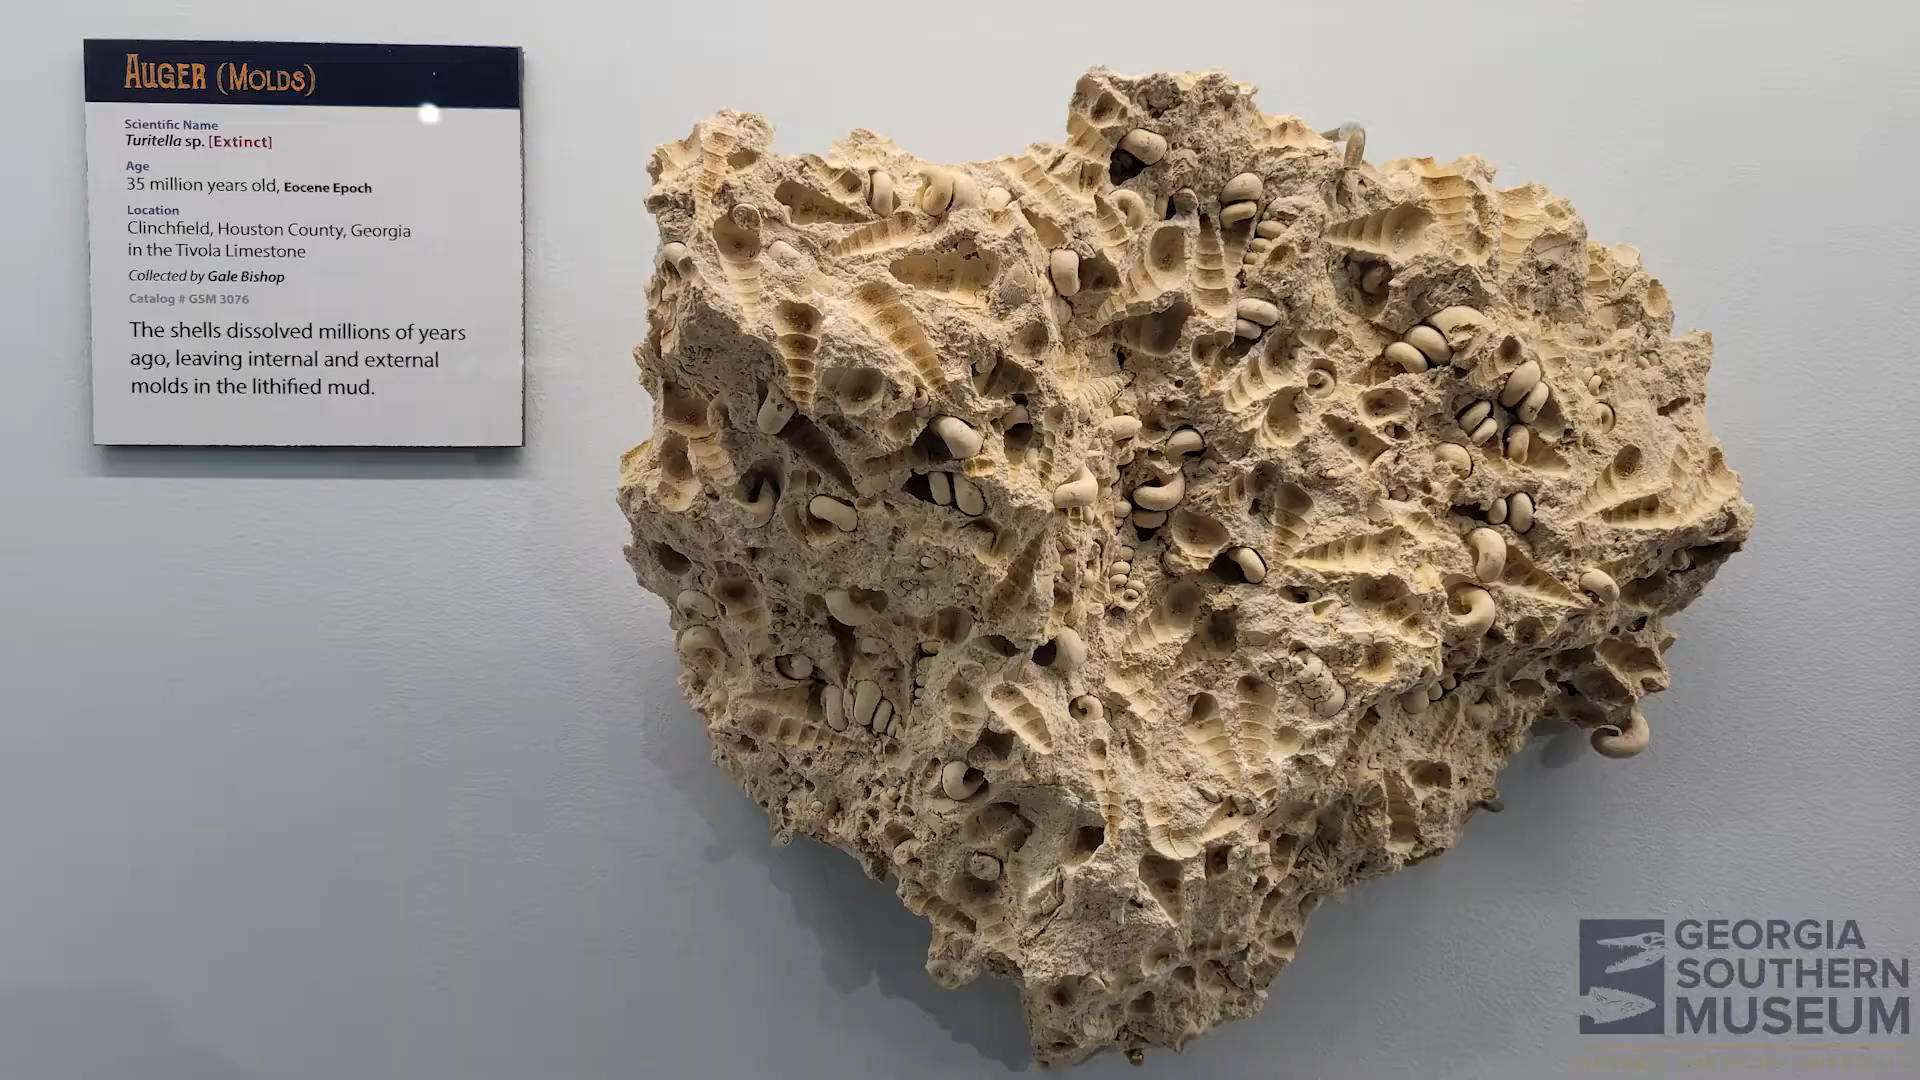 AUGER (MOLDS)
Scientific Name
Turitella sp. [Extinct]
Age
35 million years old, Eocene Epoch
Location
Clinchfield, Houston County, Georgia
in the Tivola Limestone
Collected by Gale Bishop
Catalog # GSM 3076
The shells dissolved millions of years
ago, leaving internal and external
molds in the lithified mud.
GEORGIA
SOUTHERN
MUSEUM